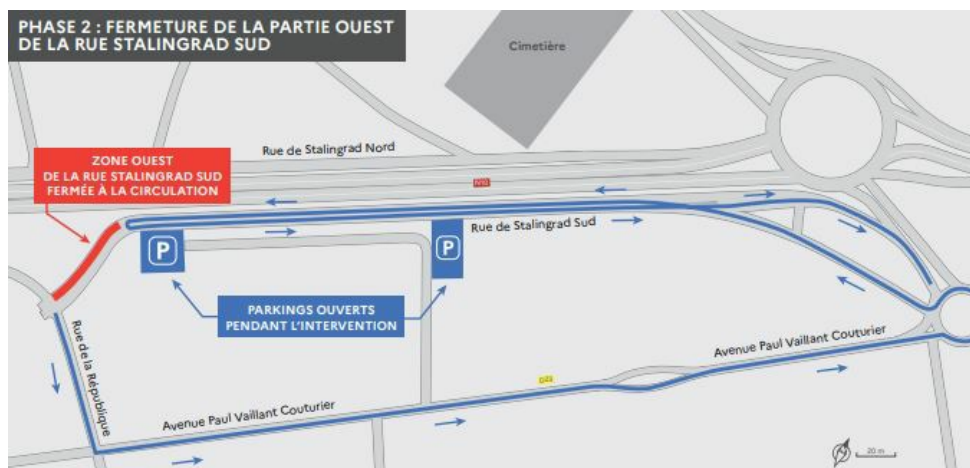 PHASE 2 : FERMETURE DE LA PARTIE OUEST
DE LA RUE STALINGRAD SUD
Cimetière
Rue de Stalingrad Nord
ZONE OUEST
DE LA RUE STALINGRAD SUD
FERMÉE À LA CIRCULATION
N10
Rue de Stalingrad Sud
P
P
PARKINGS OUVERTS
PENDANT L'INTERVENTION
Rue de la République
Avenue Paul Vaillant Couturier
Avenue Paul Vaillant Couturier
20 m